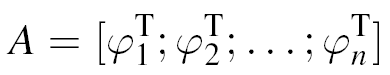 A = [φ₁ᵀ; φ₂ᵀ; . . . ; φₙᵀ]